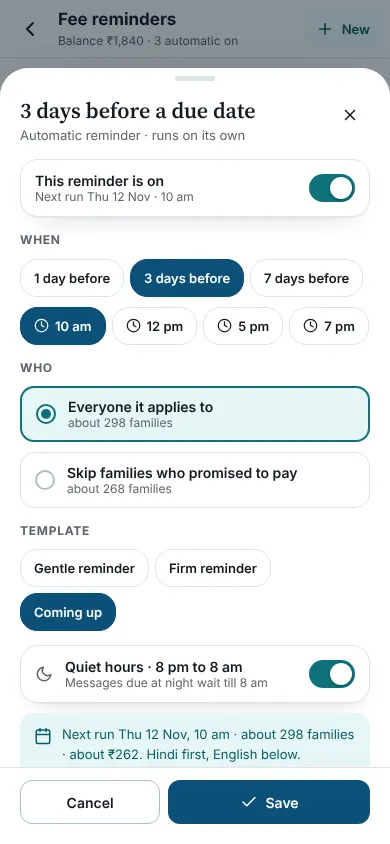 Fee reminders
Balance ₹1,840 · 3 automatic on
New
3 days before a due date
Automatic reminder · runs on its own
This reminder is on
Next run Thu 12 Nov · 10 am
WHEN
1 day before
3 days before
7 days before
10 am
12 pm
5 pm
7 pm
WHO
Everyone it applies to
about 298 families
Skip families who promised to pay
about 268 families
TEMPLATE
Gentle reminder
Firm reminder
Coming up
Quiet hours · 8 pm to 8 am
Messages due at night wait till 8 am
Next run Thu 12 Nov, 10 am · about 298 families
· about ₹262. Hindi first, English below.
Cancel
Save